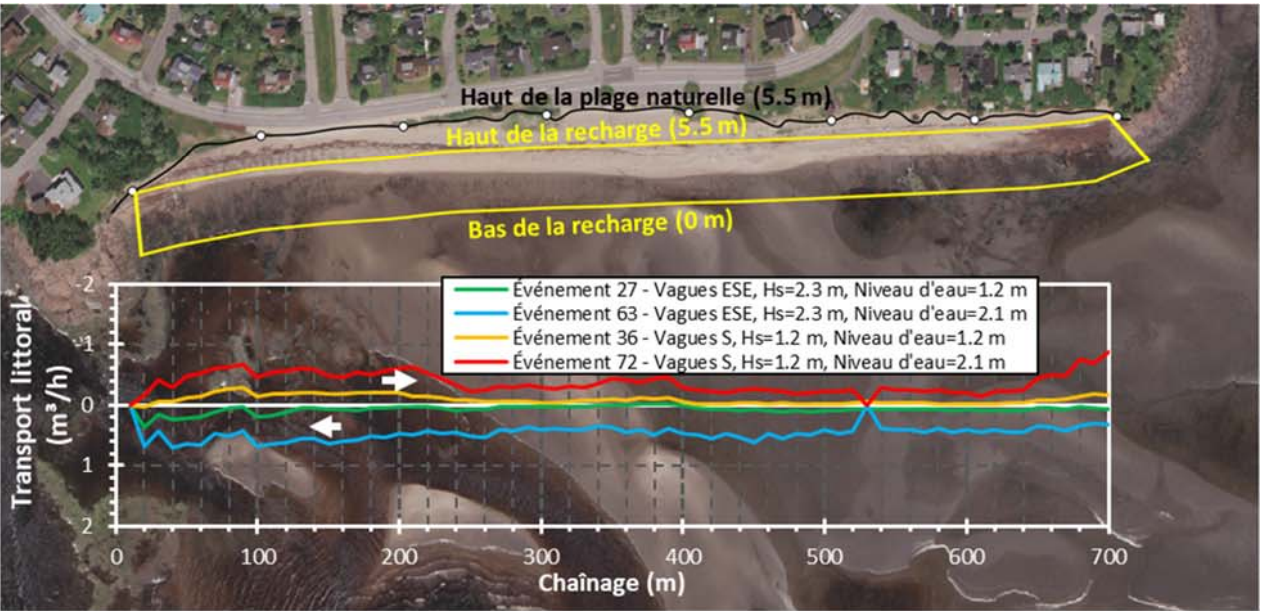 Haut de la plage naturelle (5.5 m)
Haut de la recharge (5.5 m)
Bas de la recharge (0 m)
Événement 27 - Vagues ESE, Hs=2.3 m, Niveau d'eau=1.2 m
Événement 63 - Vagues ESE, Hs=2.3 m, Niveau d'eau=2.1 m
Événement 36 - Vagues S, Hs=1.2 m, Niveau d'eau=1.2 m
Événement 72 - Vagues S, Hs=1.2 m, Niveau d'eau=2.1 m
Transport littoral
(m³/h)
2
1
0
1
2
0 100 200 300 400 500 600 700
Chaînage (m)